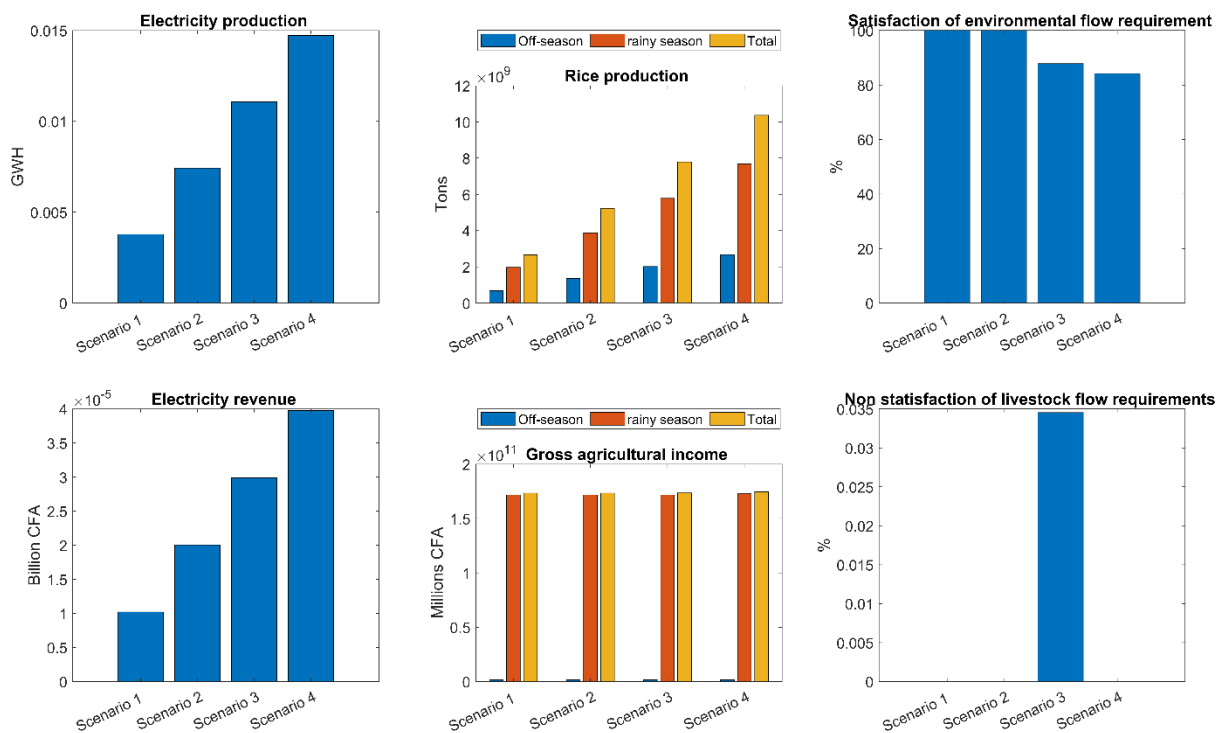 Electricity production
0.015
0.01
0.005
0
GWH
Scenario 1
Scenario 2
Scenario 3
Scenario 4
Off-season rainy season Total
Rice production
×10^9
12
10
8
6
4
2
0
Tons
Scenario 1
Scenario 2
Scenario 3
Scenario 4
Satisfaction of environmental flow requirement
100
80
60
40
20
0
%
Scenario 1
Scenario 2
Scenario 3
Scenario 4
Electricity revenue
×10^-5
4
3.5
3
2.5
2
1.5
1
0.5
0
Billion CFA
Scenario 1
Scenario 2
Scenario 3
Scenario 4
Off-season rainy season Total
Gross agricultural income
×10^11
2
1.5
1
0.5
0
Millions CFA
Scenario 1
Scenario 2
Scenario 3
Scenario 4
Non statisfaction of livestock flow requirements
0.035
0.03
0.025
0.02
0.015
0.01
0.005
0
%
Scenario 1
Scenario 2
Scenario 3
Scenario 4